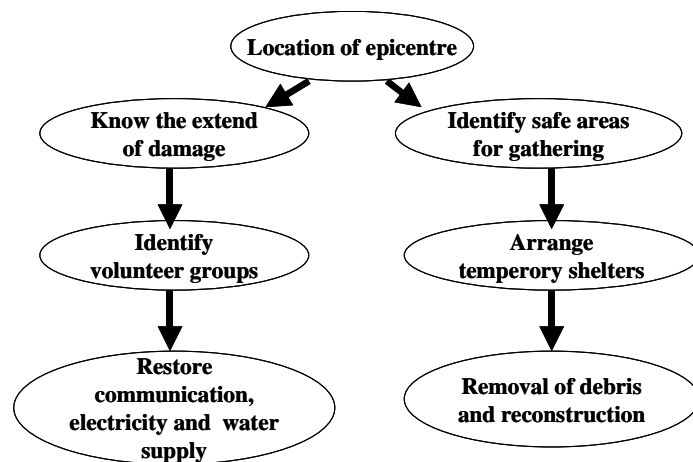 Location of epicentre
Know the extend
of damage
Identify safe areas
for gathering
Identify
volunteer groups
Arrange
temperory shelters
Restore
communication,
electricity and water
supply
Removal of debris
and reconstruction